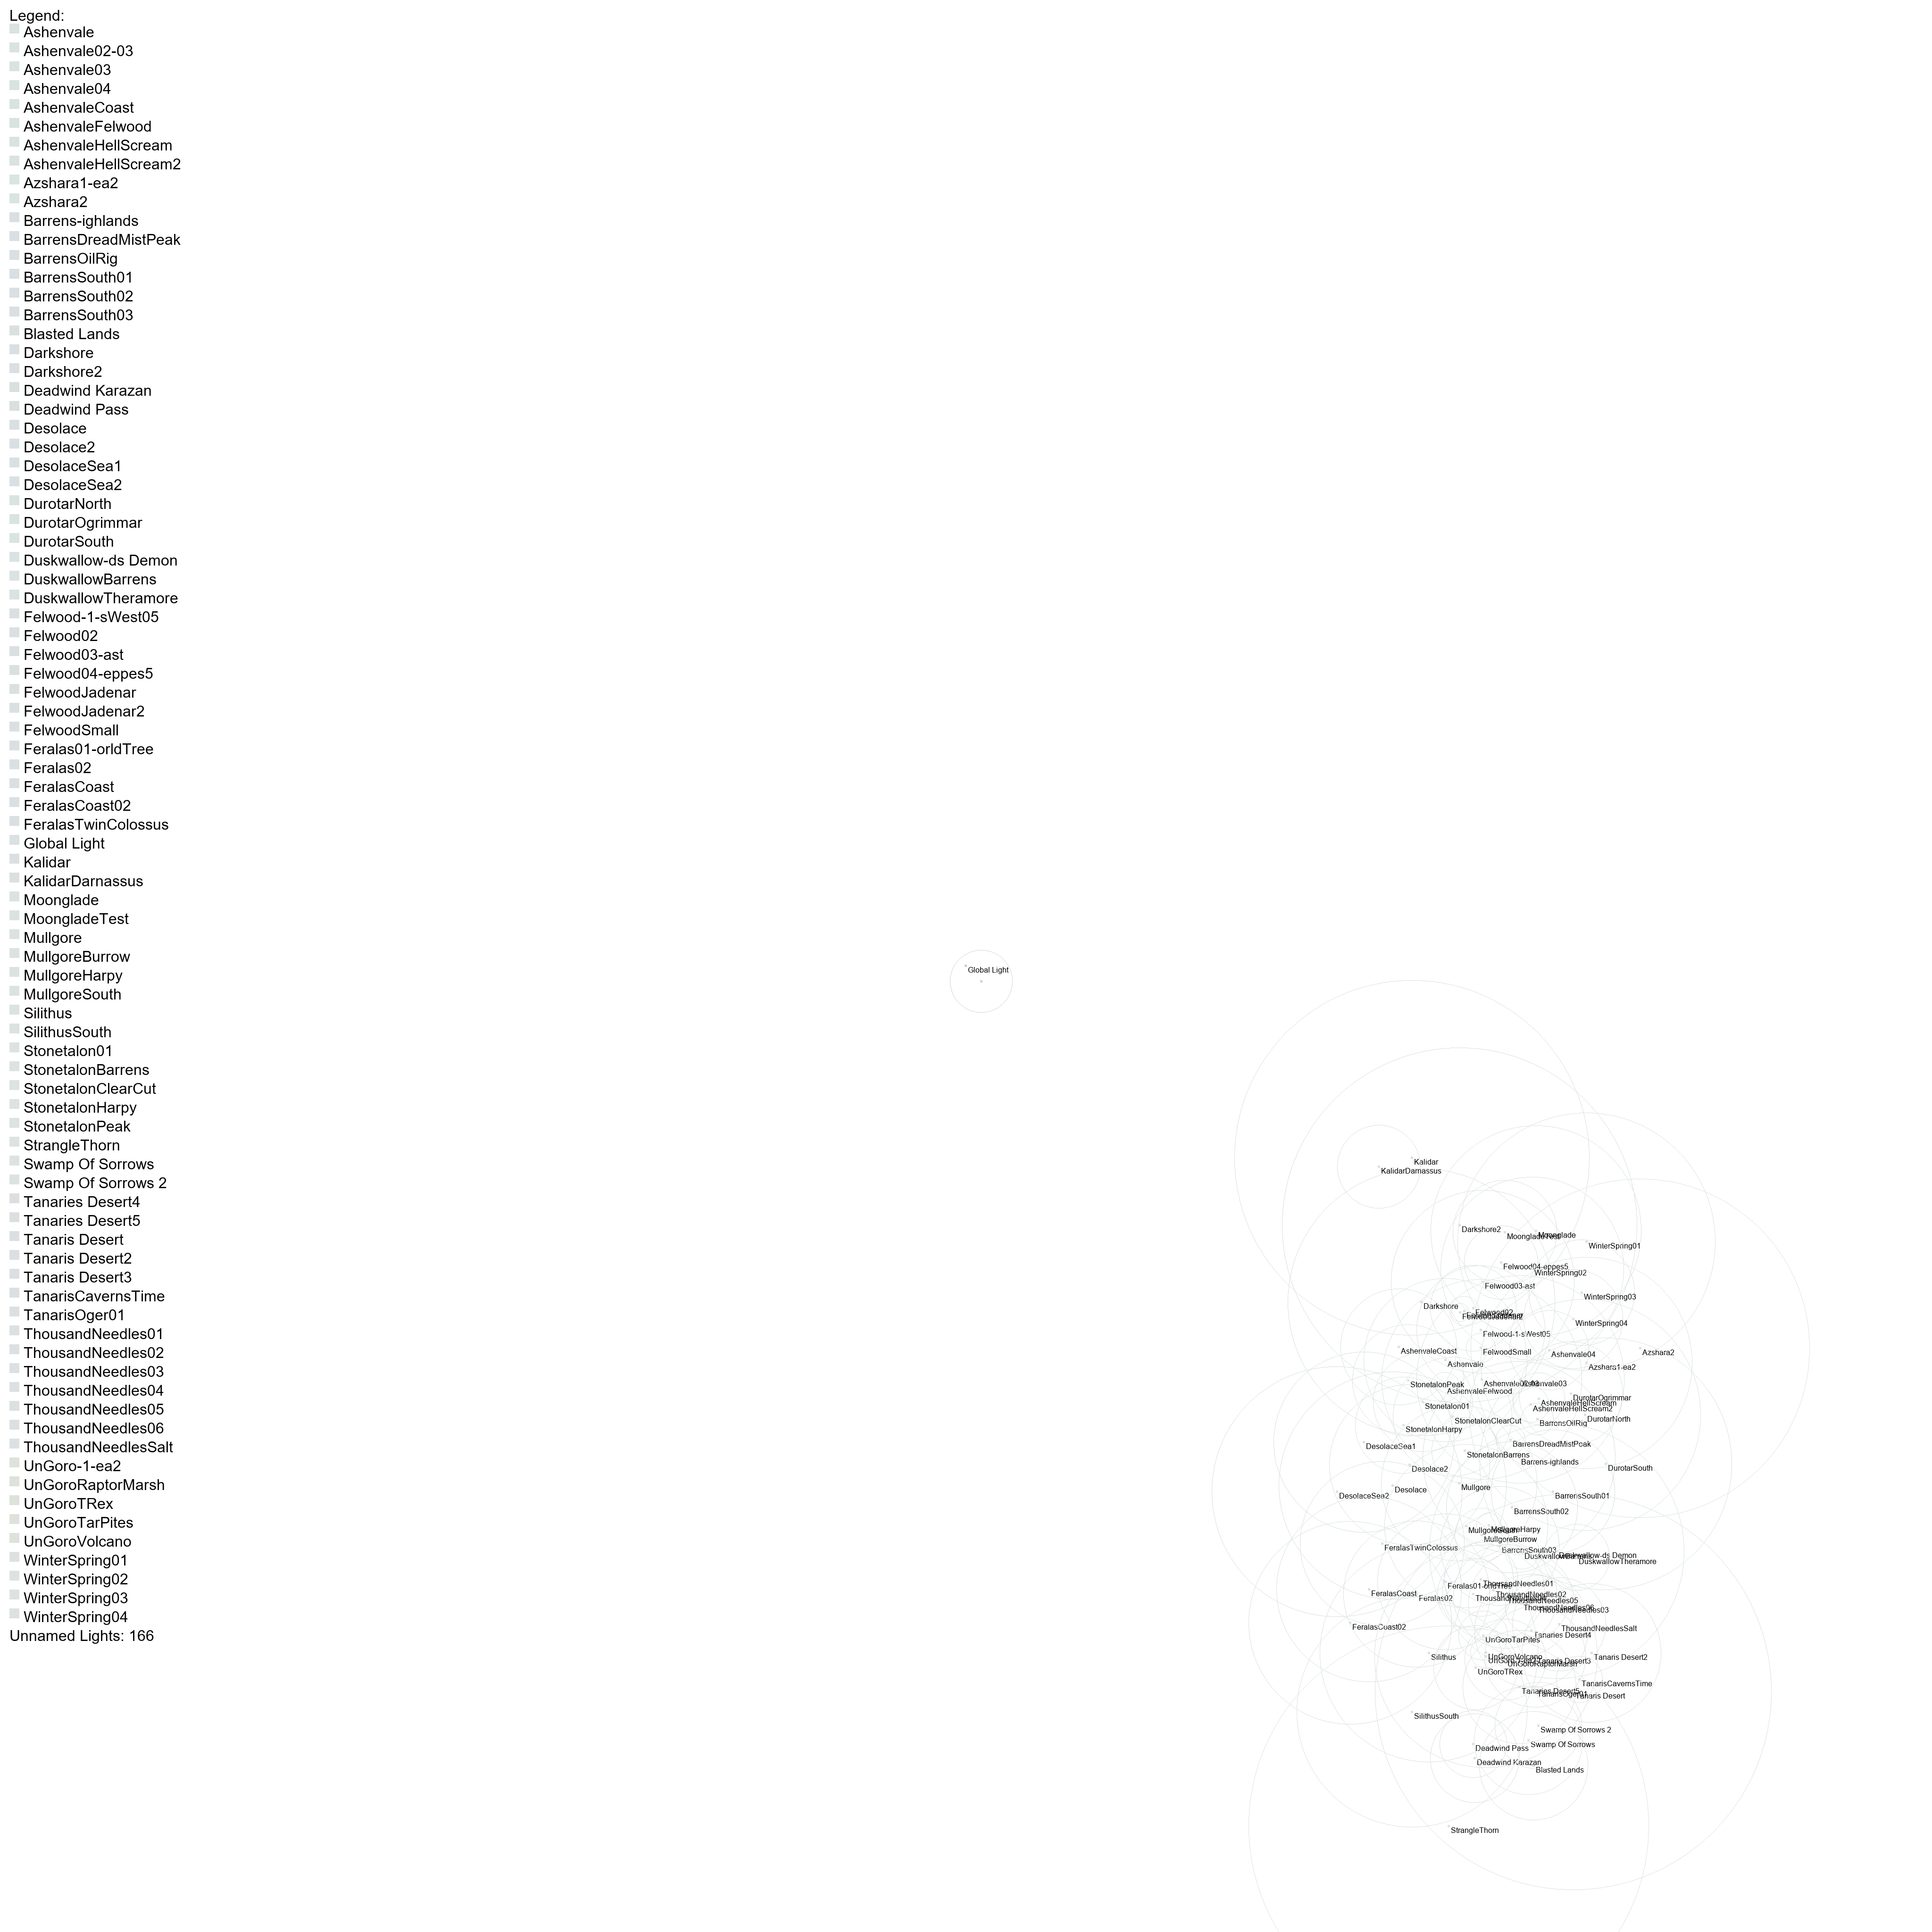 Legend:
Ashenvale
Ashenvale02-03
Ashenvale03
Ashenvale04
AshenvaleCoast
AshenvaleFelwood
AshenvaleHellScream
AshenvaleHellScream2
Azshara1-ea2
Azshara2
Barrens-ighlands
BarrensDreadMistPeak
BarrensOilRig
BarrensSouth01
BarrensSouth02
BarrensSouth03
Blasted Lands
Darkshore
Darkshore2
Deadwind Karazan
Deadwind Pass
Desolace
Desolace2
DesolaceSea1
DesolaceSea2
DurotarNorth
DurotarOgrimmar
DurotarSouth
Duskwallow-ds Demon
DuskwallowBarrens
DuskwallowTheramore
Felwood-1-sWest05
Felwood02
Felwood03-ast
Felwood04-eppes5
FelwoodJadenar
FelwoodJadenar2
FelwoodSmall
Feralas01-orldTree
Feralas02
FeralasCoast
FeralasCoast02
FeralasTwinColossus
Global Light
Kalidar
KalidarDarnassus
Moonglade
MoongladeTest
Mullgore
MullgoreBurrow
MullgoreHarpy
MullgoreSouth
Silithus
SilithusSouth
Stonetalon01
StonetalonBarrens
StonetalonClearCut
StonetalonHarpy
StonetalonPeak
StrangleThorn
Swamp Of Sorrows
Swamp Of Sorrows 2
Tanaries Desert4
Tanaries Desert5
Tanaris Desert
Tanaris Desert2
Tanaris Desert3
TanarisCavernsTime
TanarisOger01
ThousandNeedles01
ThousandNeedles02
ThousandNeedles03
ThousandNeedles04
ThousandNeedles05
ThousandNeedles06
ThousandNeedlesSalt
UnGoro-1-ea2
UnGoroRaptorMarsh
UnGoroTRex
UnGoroTarPites
UnGoroVolcano
WinterSpring01
WinterSpring02
WinterSpring03
WinterSpring04
Unnamed Lights: 166
Global Light
Kalidar
KalidarDarnassus
Darkshore2
MoongladeTest
Moonglade
WinterSpring01
Felwood04-eppes5
WinterSpring02
Felwood03-ast
WinterSpring03
Darkshore
Felwood02
FelwoodJadenar2
WinterSpring04
Felwood-1-sWest05
AshenvaleCoast
FelwoodSmall
Ashenvale04
Azshara2
Ashenvale
Azshara1-ea2
StonetalonPeak
Ashenvale02-03
Ashenvale03
AshenvaleFelwood
DurotarOgrimmar
AshenvaleHellScream
Stonetalon01
AshenvaleHellScream2
StonetalonClearCut
BarrensOilRig
DurotarNorth
StonetalonHarpy
DesolaceSea1
BarrensDreadMistPeak
StonetalonBarrens
Barrens-ighlands
Desolace2
DurotarSouth
Mullgore
Desolace
DesolaceSea2
BarrensSouth01
BarrensSouth02
MullgoreSouth
MullgoreHarpy
MullgoreBurrow
FeralasTwinColossus
BarrensSouth03
DuskwallowBarrens
Duskwallow-ds Demon
DuskwallowTheramore
Feralas01-orldTree
ThousandNeedles01
FeralasCoast
ThousandNeedles02
Feralas02
ThousandNeedles05
ThousandNeedles06
ThousandNeedles03
FeralasCoast02
ThousandNeedlesSalt
Tanaries Desert4
UnGoroTarPites
Silithus
UnGoroVolcano
Tanaris Desert2
UnGoro-1-ea2
Tanaris Desert3
UnGoroRaptorMarsh
UnGoroTRex
TanarisCavernsTime
Tanaries Desert5
TanarisOger01
Tanaris Desert
SilithusSouth
Swamp Of Sorrows 2
Swamp Of Sorrows
Deadwind Pass
Deadwind Karazan
Blasted Lands
StrangleThorn